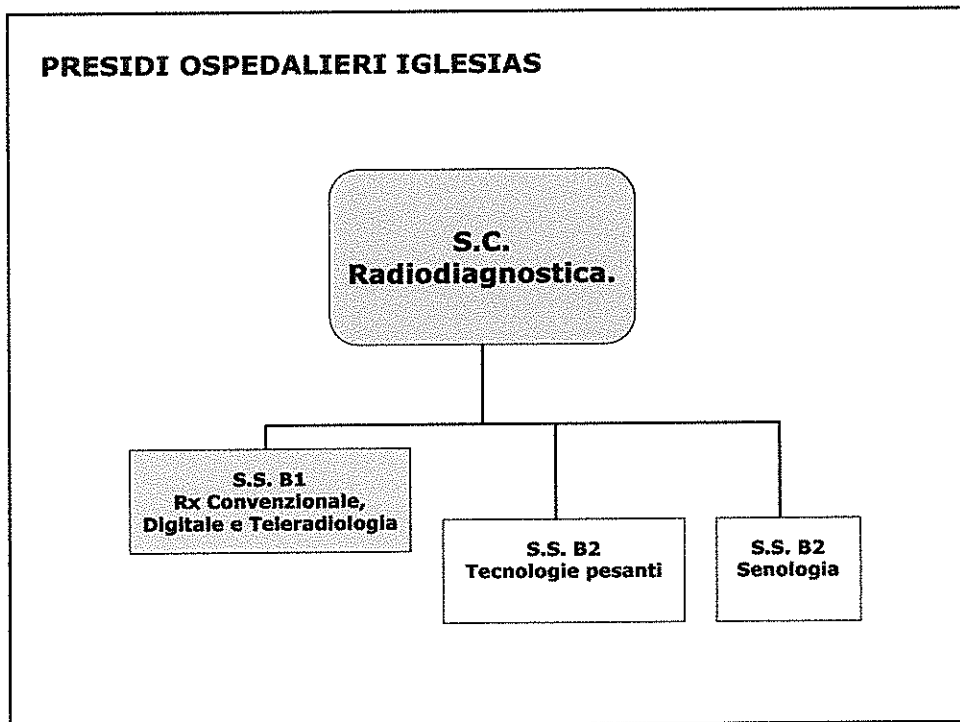 PRESIDI OSPEDALIERI IGLESIAS
S.C.
Radiodiagnostica.
S.S. B1
Rx Convenzionale,
Digitale e Teleradiologia
S.S. B2
Tecnologie pesanti
S.S. B2
Senologia